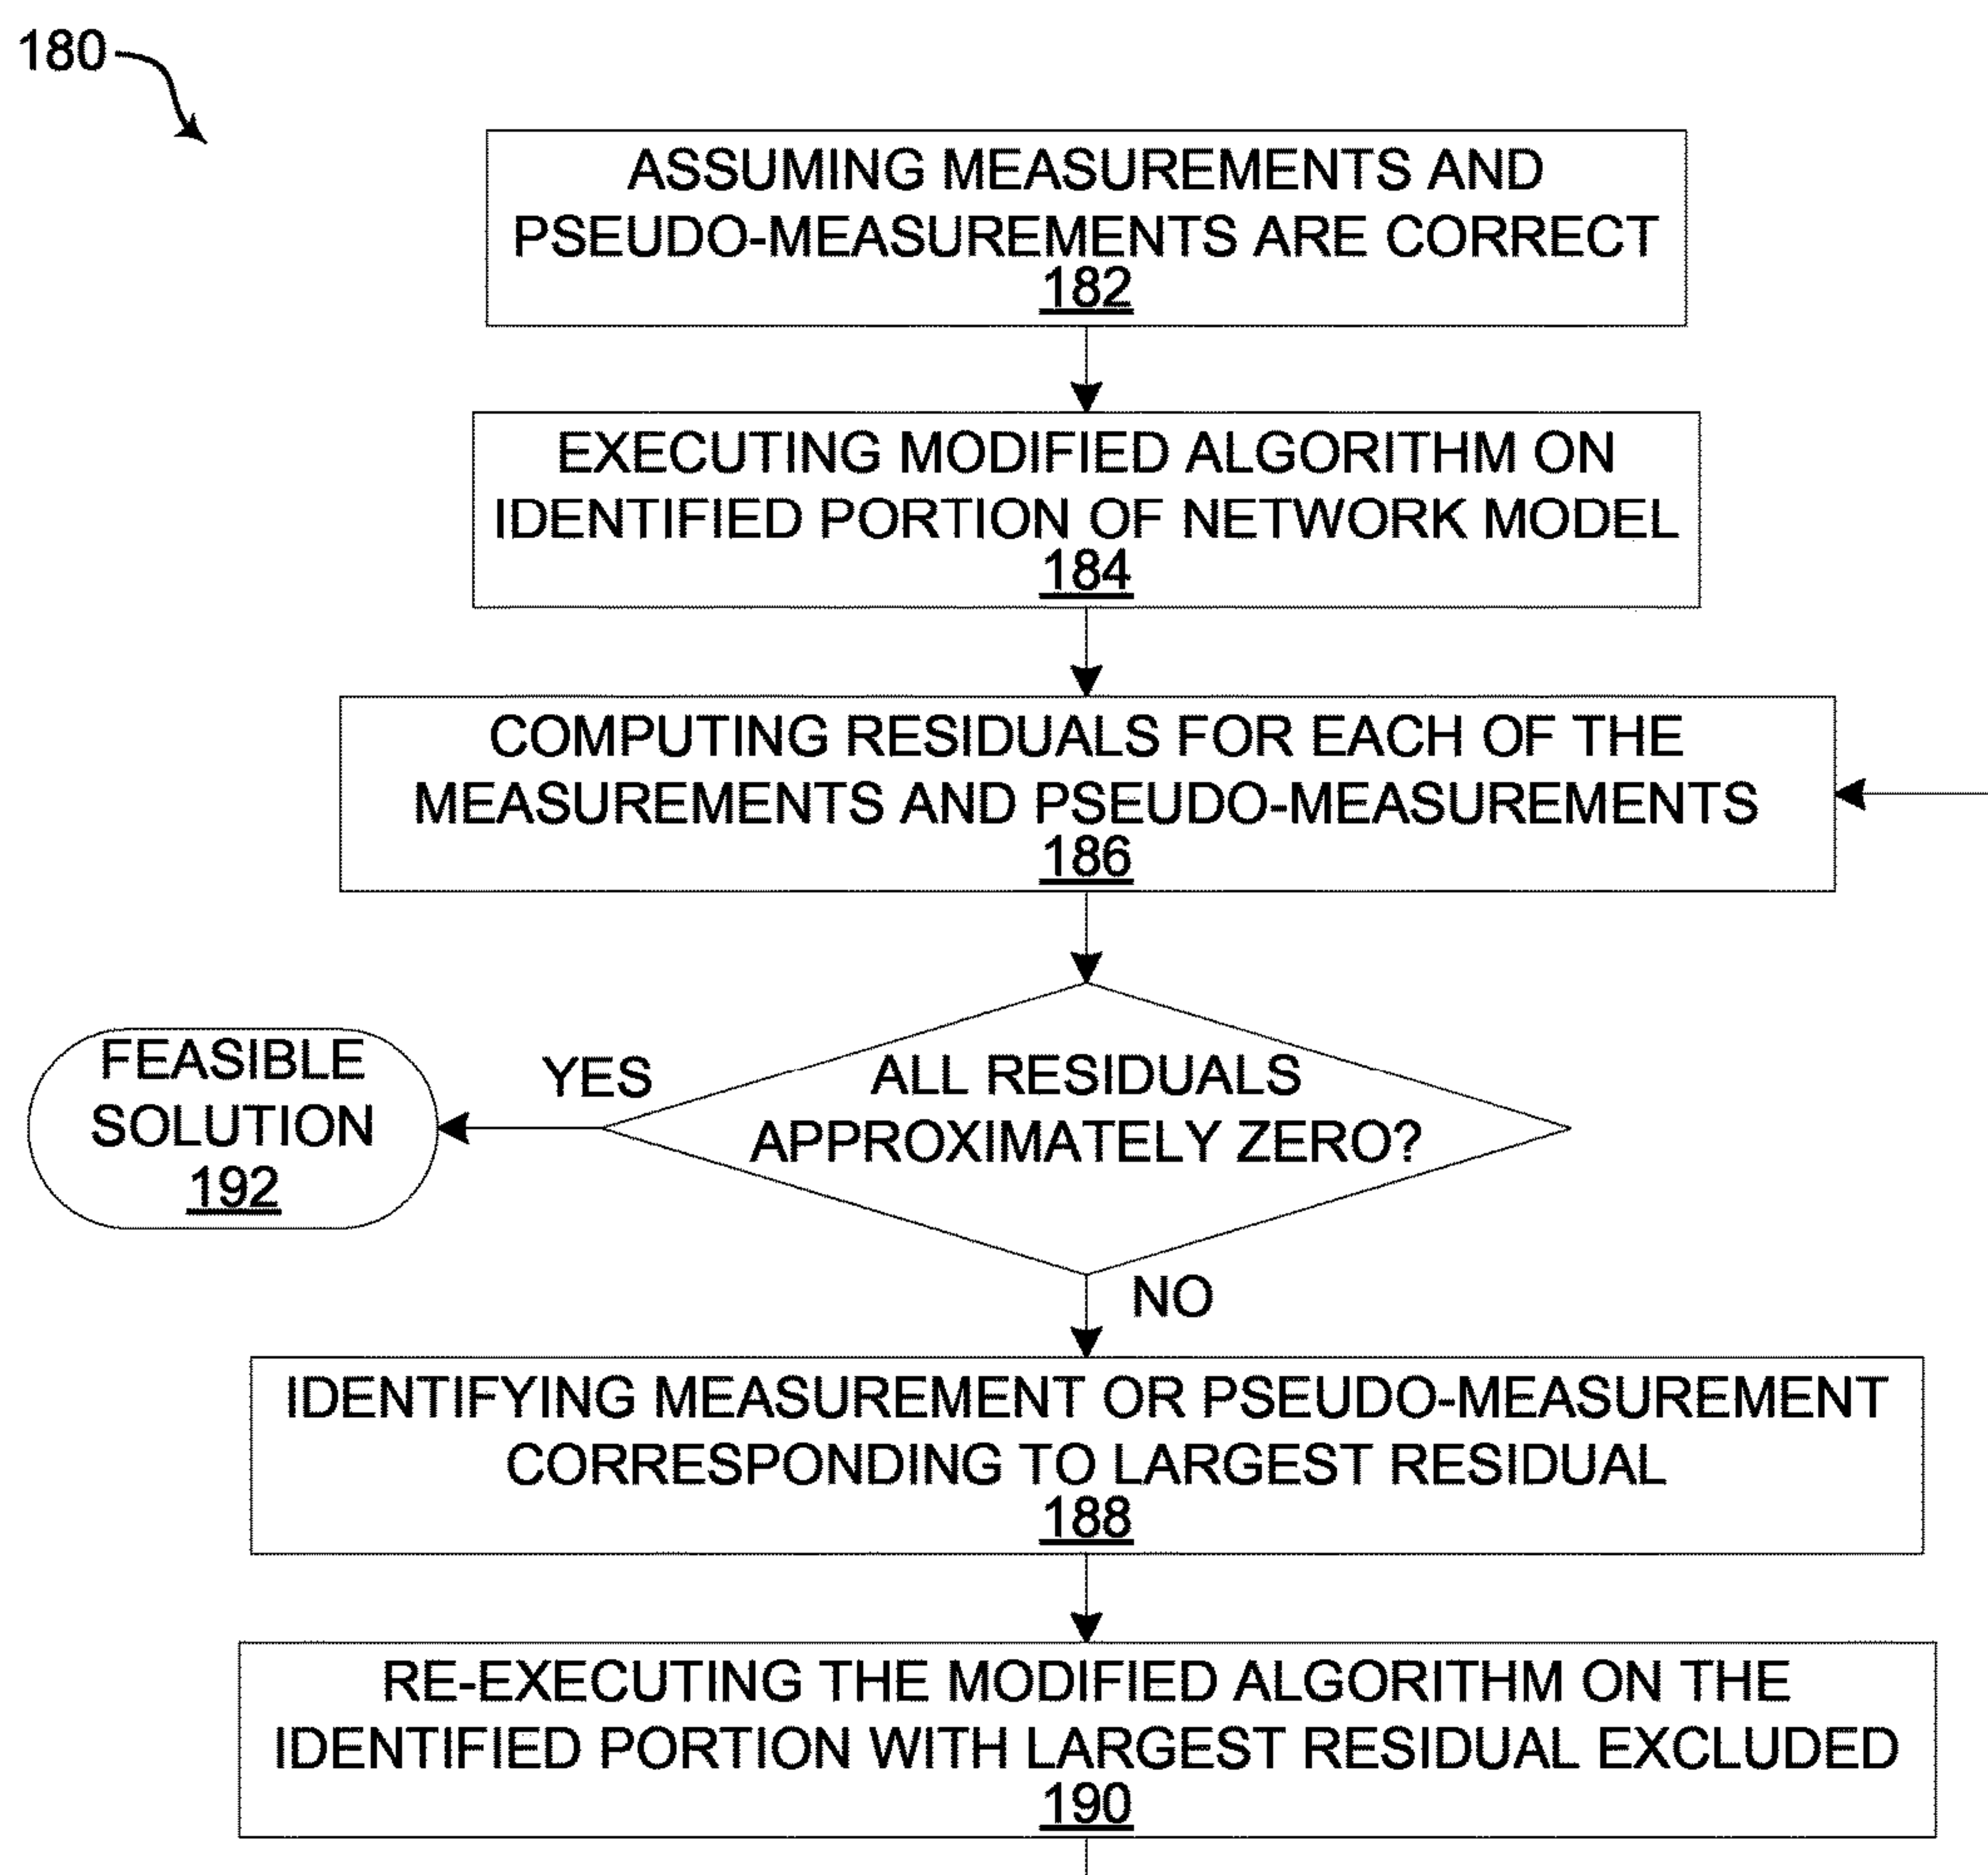 180
ASSUMING MEASUREMENTS AND
PSEUDO-MEASUREMENTS ARE CORRECT
182
EXECUTING MODIFIED ALGORITHM ON
IDENTIFIED PORTION OF NETWORK MODEL
184
COMPUTING RESIDUALS FOR EACH OF THE
MEASUREMENTS AND PSEUDO-MEASUREMENTS
186
FEASIBLE
SOLUTION
192
YES
ALL RESIDUALS
APPROXIMATELY ZERO?
NO
IDENTIFYING MEASUREMENT OR PSEUDO-MEASUREMENT
CORRESPONDING TO LARGEST RESIDUAL
188
RE-EXECUTING THE MODIFIED ALGORITHM ON THE
IDENTIFIED PORTION WITH LARGEST RESIDUAL EXCLUDED
190